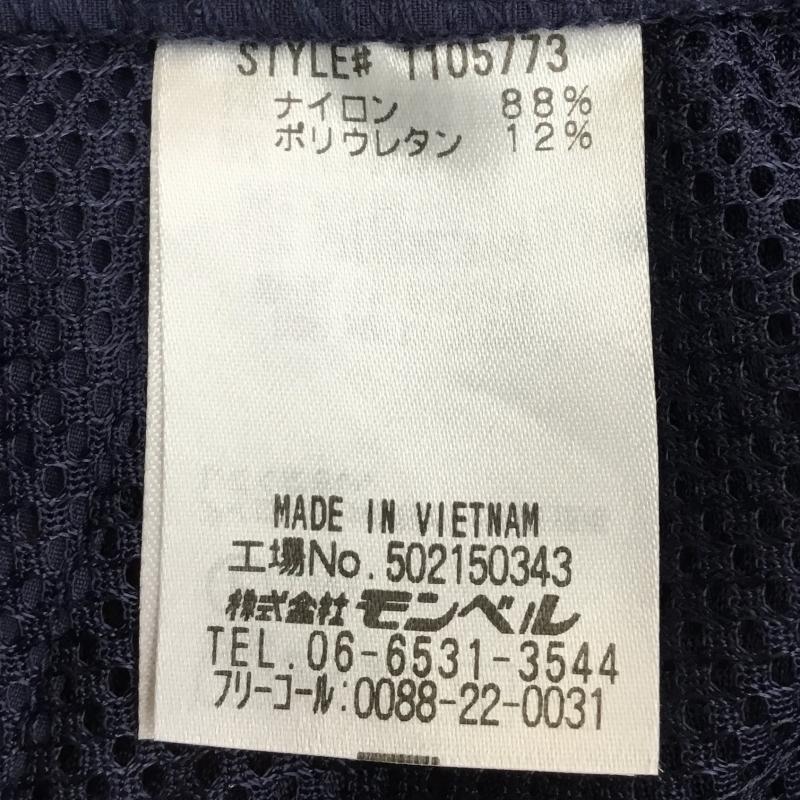 STYLE# 1105773
ナイロン 88%
ポリウレタン 12%
MADE IN VIETNAM
工場No.502150343
株式会社 モンベル
TEL.06-6531-3544
フリーコール:0088-22-0031